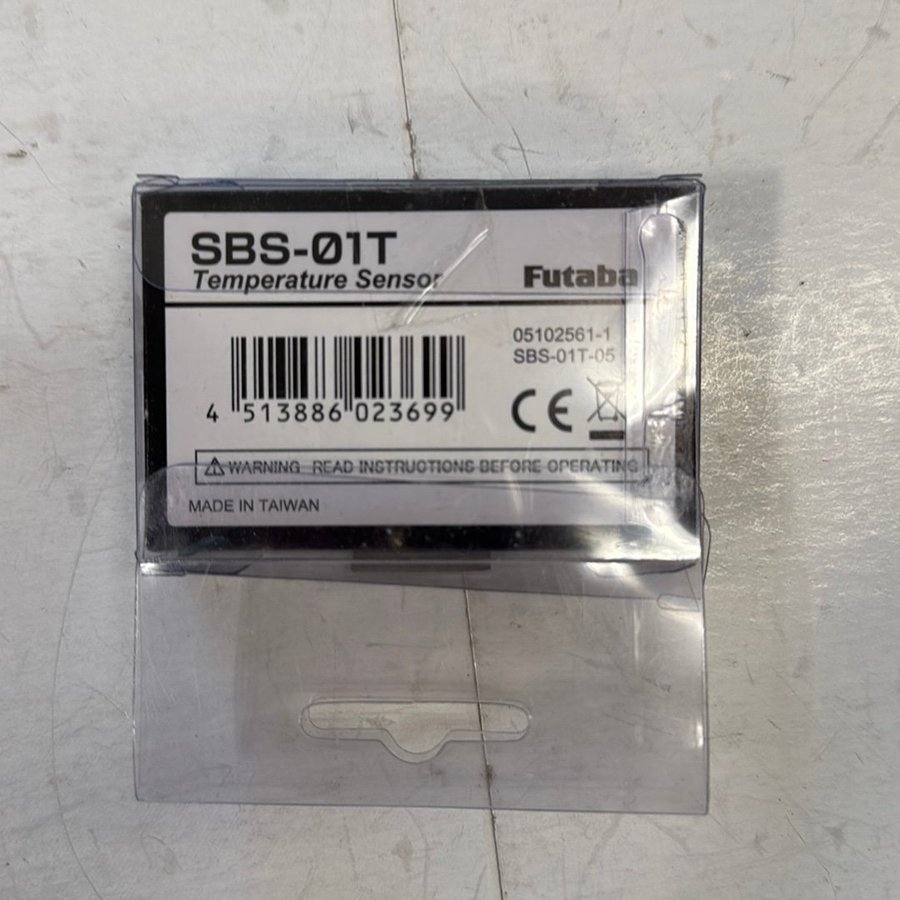 SBS-01T
Temperature Sensor
Futaba
05102561-1
SBS-01T-05
4 513886 023699
CE
WARNING READ INSTRUCTIONS BEFORE OPERATING
MADE IN TAIWAN